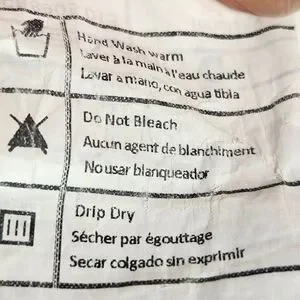 Hand Wash warm
Laver à la main à l'eau chaude
Lavar a mano, con agua tibia
Do Not Bleach
Aucun agent de blanchiment
No usar blanqueador
Drip Dry
Sécher par égouttage
Secar colgado sin exprimir